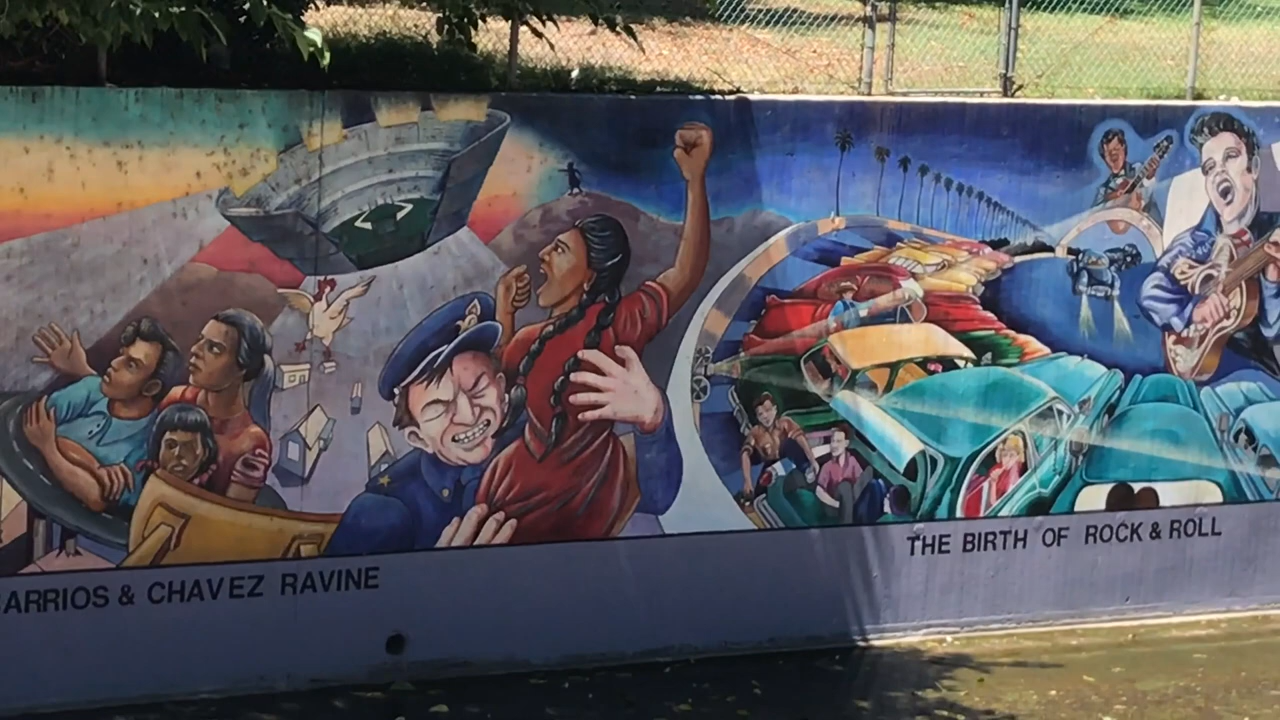 ARRIOS & CHAVEZ RAVINE
THE BIRTH OF ROCK & ROLL